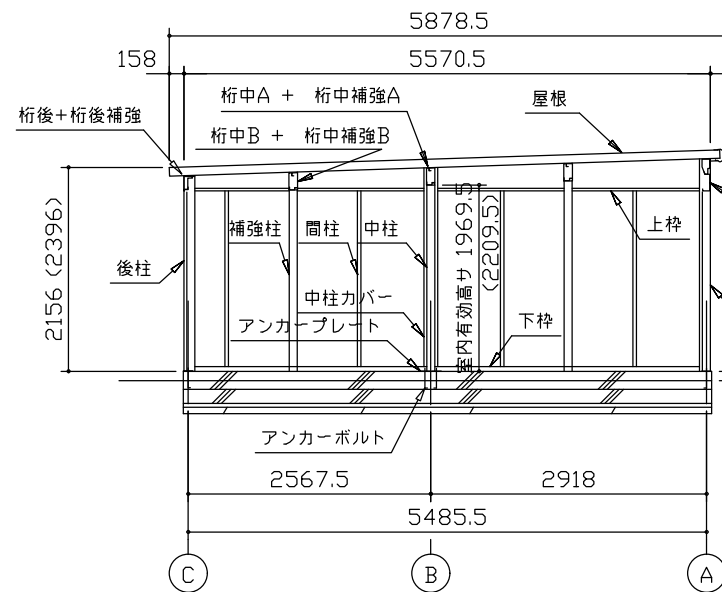 5878.5
158
5570.5
桁中A + 桁中補強A
屋根
桁後+桁後補強
桁中B + 桁中補強B
2156 (2396)
室内有効高サ 1969.5
(2209.5)
補強柱
間柱
中柱
上枠
後柱
中柱カバー
アンカープレート
下枠
アンカーボルト
2567.5
2918
5485.5
C
B
A